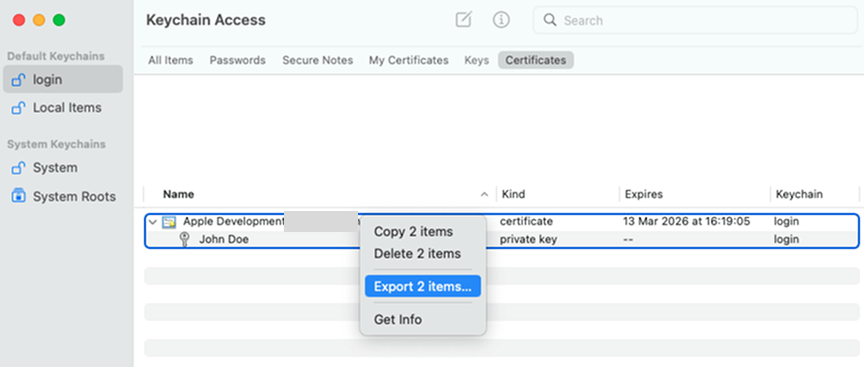 Keychain Access
Search
Default Keychains
login
Local Items
System Keychains
System
System Roots
All Items Passwords Secure Notes My Certificates Keys Certificates
Name Kind Expires Keychain
Apple Development certificate 13 Mar 2026 at 16:19:05 login
John Doe private key -- login
Copy 2 items
Delete 2 items
Export 2 items...
Get Info